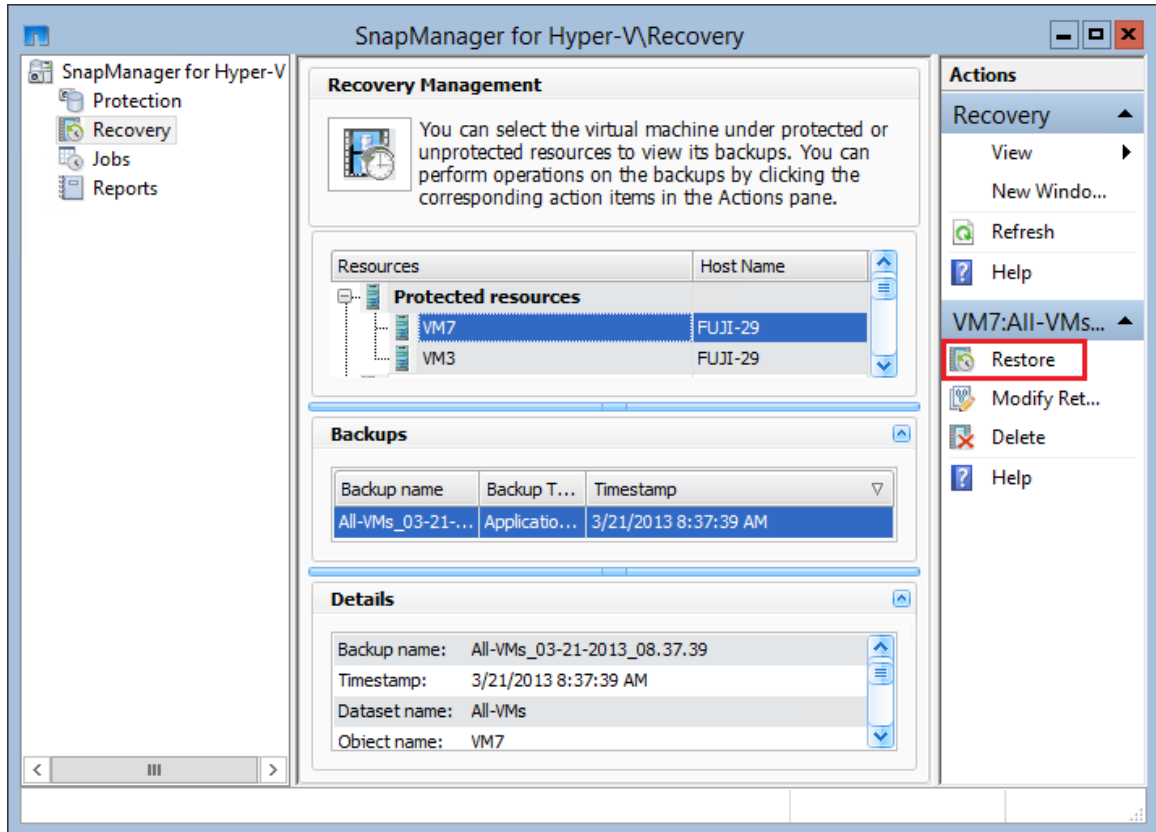 SnapManager for Hyper-V\Recovery
SnapManager for Hyper-V
Protection
Recovery
Jobs
Reports
Recovery Management
You can select the virtual machine under protected or
unprotected resources to view its backups. You can
perform operations on the backups by clicking the
corresponding action items in the Actions pane.
Resources Host Name
Protected resources
VM7 FUJI-29
VM3 FUJI-29
Backups
Backup name Backup T... Timestamp
All-VMs_03-21-... Applicatio... 3/21/2013 8:37:39 AM
Details
Backup name: All-VMs_03-21-2013_08.37.39
Timestamp: 3/21/2013 8:37:39 AM
Dataset name: All-VMs
Object name: VM7
Actions
Recovery
View
New Windo...
Refresh
Help
VM7:All-VMs...
Restore
Modify Ret...
Delete
Help